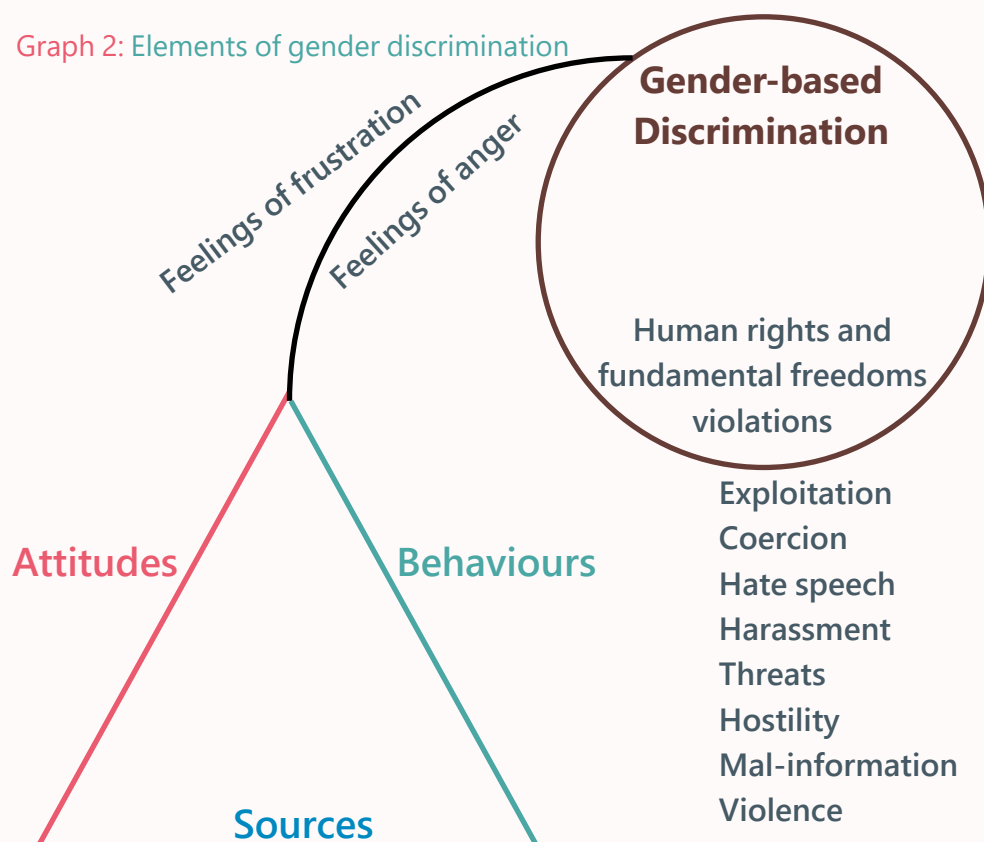 Graph 2: Elements of gender discrimination
Gender-based
Discrimination
Feelings of frustration
Feelings of anger
Human rights and
fundamental freedoms
violations
Exploitation
Coercion
Hate speech
Harassment
Threats
Hostility
Mal-information
Violence
Attitudes
Behaviours
Sources